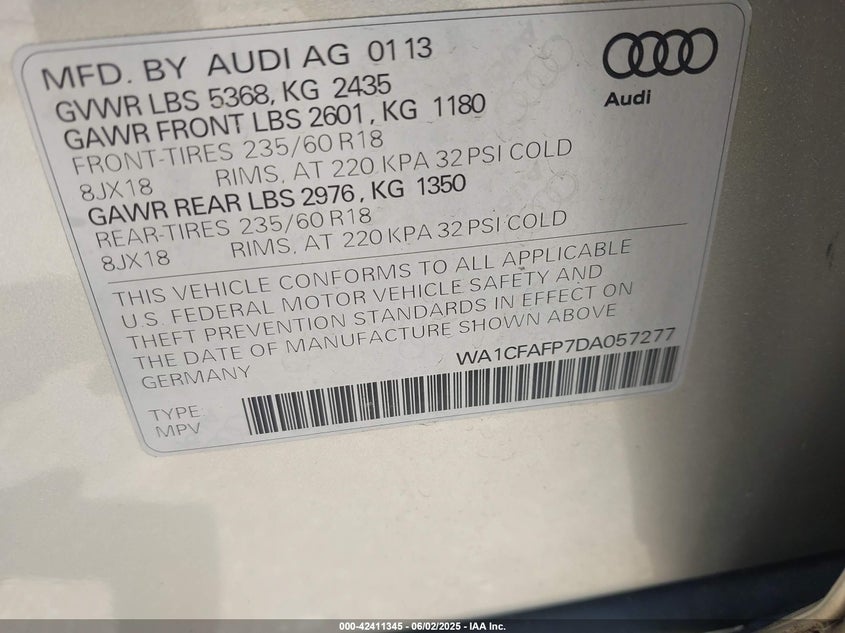 MFD. BY AUDI AG 01 13
GVWR LBS 5368, KG 2435
GAWR FRONT LBS 2601, KG 1180
FRONT-TIRES 235/60 R18
8JX18 RIMS, AT 220 KPA 32 PSI COLD
GAWR REAR LBS 2976, KG 1350
REAR-TIRES 235/60 R18
8JX18 RIMS, AT 220 KPA 32 PSI COLD
Audi
THIS VEHICLE CONFORMS TO ALL APPLICABLE
U.S. FEDERAL MOTOR VEHICLE SAFETY AND
THEFT PREVENTION STANDARDS IN EFFECT ON
THE DATE OF MANUFACTURE SHOWN ABOVE
GERMANY WA1CFAFP7DA057277
TYPE:
MPV
000-42411345 - 06/02/2025 - IAA Inc.